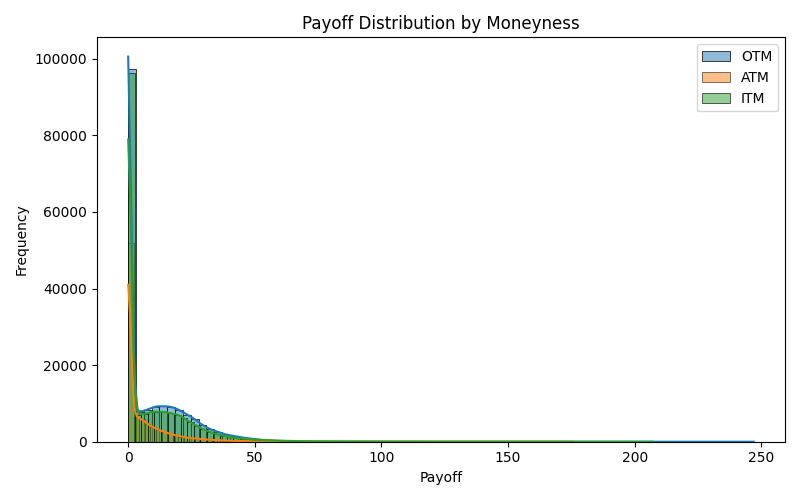 Payoff Distribution by Moneyness
OTM
ATM
ITM
100000
80000
60000
40000
20000
0
Frequency
0 50 100 150 200 250
Payoff